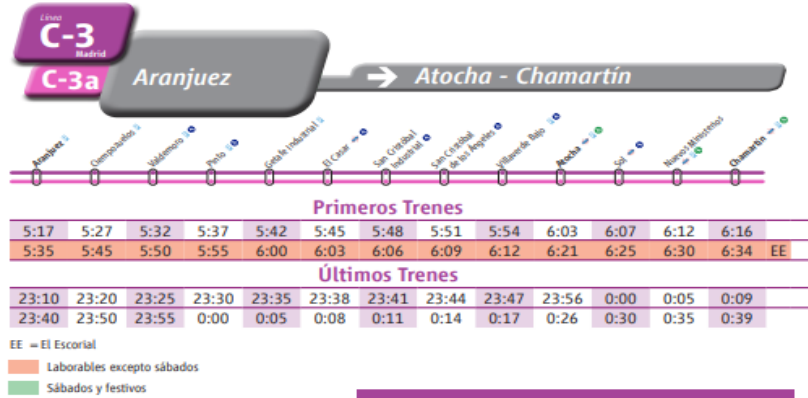 Línea
C-3
Madrid
C-3a
Aranjuez → Atocha - Chamartín
Aranjuez Ciempozuelos Valdemoro Pinto Getafe Industrial El Casar San Cristóbal Industrial San Cristóbal de los Ángeles Villaverde Bajo Atocha Sol Nuevos Ministerios Chamartín
Primeros Trenes
5:17 5:27 5:32 5:37 5:42 5:45 5:48 5:51 5:54 6:03 6:07 6:12 6:16
5:35 5:45 5:50 5:55 6:00 6:03 6:06 6:09 6:12 6:21 6:25 6:30 6:34 EE
Últimos Trenes
23:10 23:20 23:25 23:30 23:35 23:38 23:41 23:44 23:47 23:56 0:00 0:05 0:09
23:40 23:50 23:55 0:00 0:05 0:08 0:11 0:14 0:17 0:26 0:30 0:35 0:39
EE = El Escorial
Laborables excepto sábados
Sábados y festivos